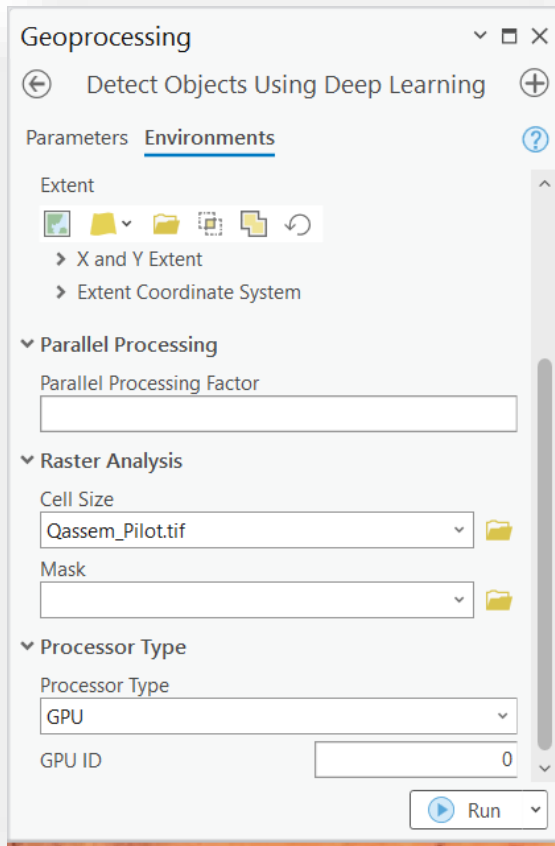 Geoprocessing
Detect Objects Using Deep Learning
Parameters Environments
Extent
X and Y Extent
Extent Coordinate System
Parallel Processing
Parallel Processing Factor
Raster Analysis
Cell Size
Qassem_Pilot.tif
Mask
Processor Type
Processor Type
GPU
GPU ID 0
Run